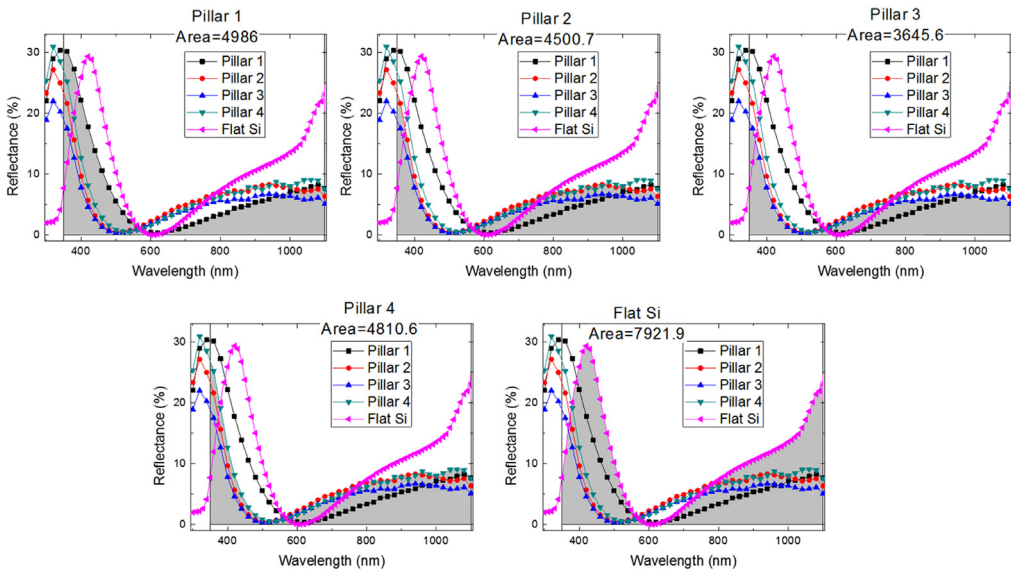 Pillar 1
Area=4986
Pillar 1
Pillar 2
Pillar 3
Pillar 4
Flat Si
Reflectance (%)
30
20
10
0
400
600
800
1000
Wavelength (nm)
Pillar 2
Area=4500.7
Pillar 1
Pillar 2
Pillar 3
Pillar 4
Flat Si
Reflectance (%)
30
20
10
0
400
600
800
1000
Wavelength (nm)
Pillar 3
Area=3645.6
Pillar 1
Pillar 2
Pillar 3
Pillar 4
Flat Si
Reflectance (%)
30
20
10
0
400
600
800
1000
Wavelength (nm)
Pillar 4
Area=4810.6
Pillar 1
Pillar 2
Pillar 3
Pillar 4
Flat Si
Reflectance (%)
30
20
10
0
400
600
800
1000
Wavelength (nm)
Flat Si
Area=7921.9
Pillar 1
Pillar 2
Pillar 3
Pillar 4
Flat Si
Reflectance (%)
30
20
10
0
400
600
800
1000
Wavelength (nm)